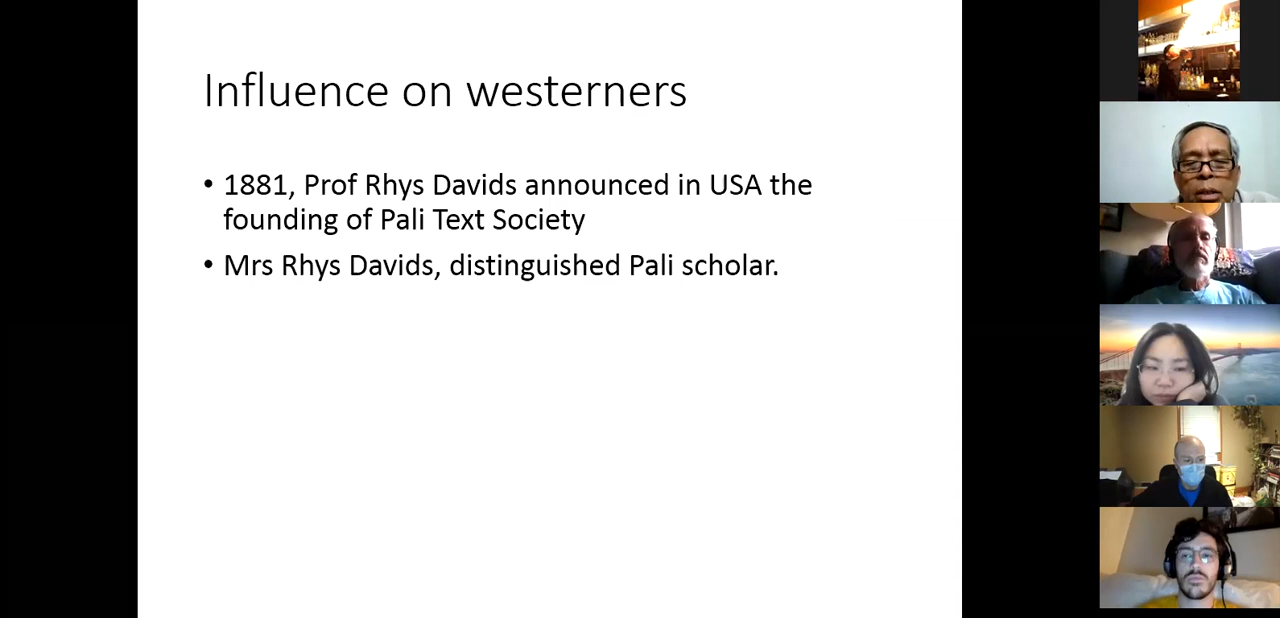 Influence on westerners
• 1881, Prof Rhys Davids announced in USA the
founding of Pali Text Society
• Mrs Rhys Davids, distinguished Pali scholar.